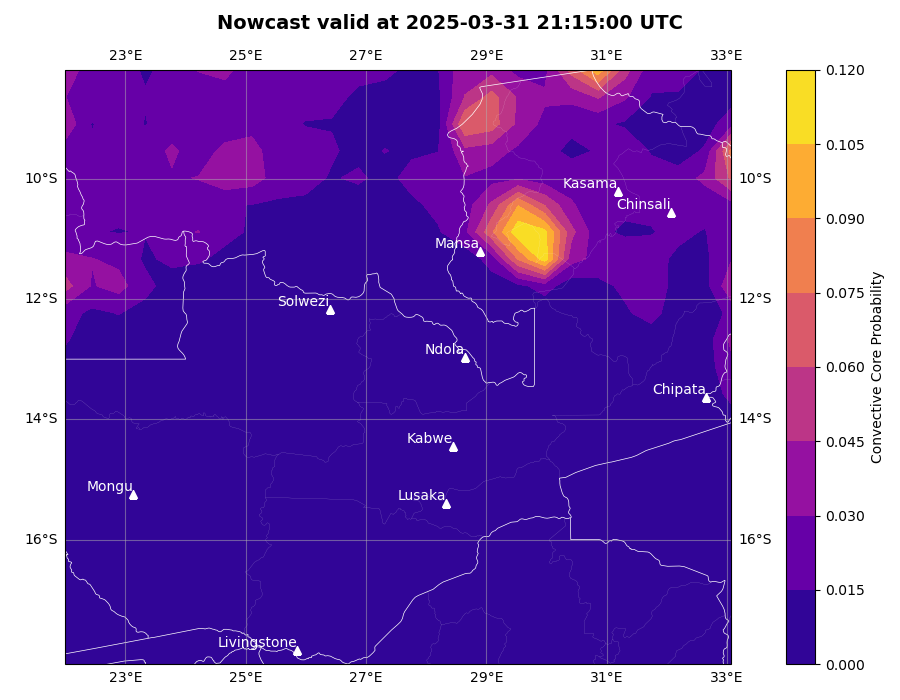 Nowcast valid at 2025-03-31 21:15:00 UTC
23°E 25°E 27°E 29°E 31°E 33°E
0.120
0.105
10°S 10°S
Kasama
Chinsali
0.090
Mansa
12°S 12°S
Solwezi
0.075
Ndola
0.060
Chipata
14°S 14°S
Kabwe
0.045
Mongu
Lusaka
0.030
16°S 16°S
0.015
Livingstone
0.000
23°E 25°E 27°E 29°E 31°E 33°E
Convective Core Probability